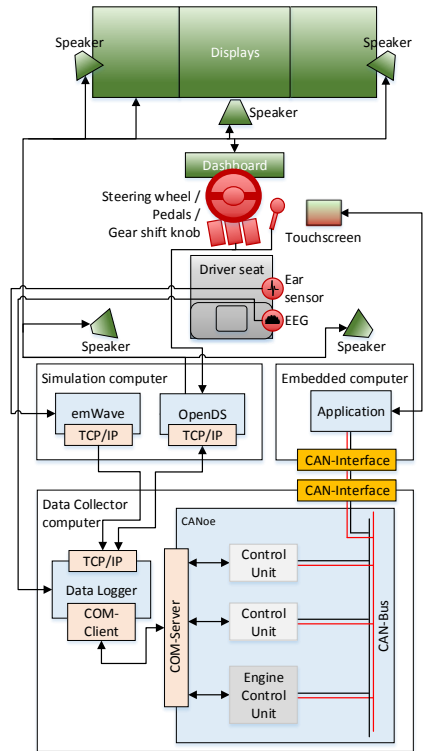 Speaker
Speaker
Displays
Speaker
Dashboard
Steering wheel /
Pedals /
Gear shift knob
Touchscreen
Driver seat
Ear
sensor
EEG
Speaker
Speaker
Simulation computer
Embedded computer
emWave
OpenDS
Application
TCP/IP
TCP/IP
CAN-Interface
CAN-Interface
Data Collector
computer
CANoe
TCP/IP
Data Logger
COM-
Client
COM-Server
Control
Unit
Control
Unit
Engine
Control
Unit
CAN-Bus